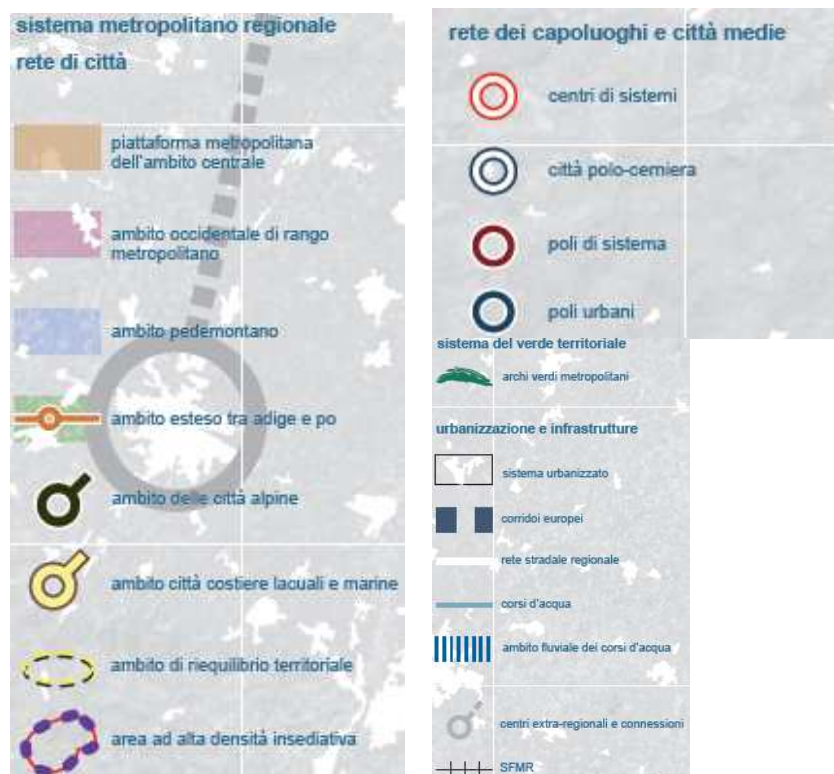 sistema metropolitano regionale
rete di città
piattaforma metropolitana
dell'ambito centrale
ambito occidentale di rango
metropolitano
ambito pedemontano
ambito esteso tra adige e po
ambito delle città alpine
ambito città costiere lacuali e marine
ambito di riequilibrio territoriale
area ad alta densità insediativa
rete dei capoluoghi e città medie
centri di sistemi
città polo-cerniera
poli di sistema
poli urbani
sistema del verde territoriale
archi verdi metropolitani
urbanizzazione e infrastrutture
sistema urbanizzato
corridoi europei
rete stradale regionale
corsi d'acqua
ambito fluviale dei corsi d'acqua
centri extra-regionali e connessioni
SFMR